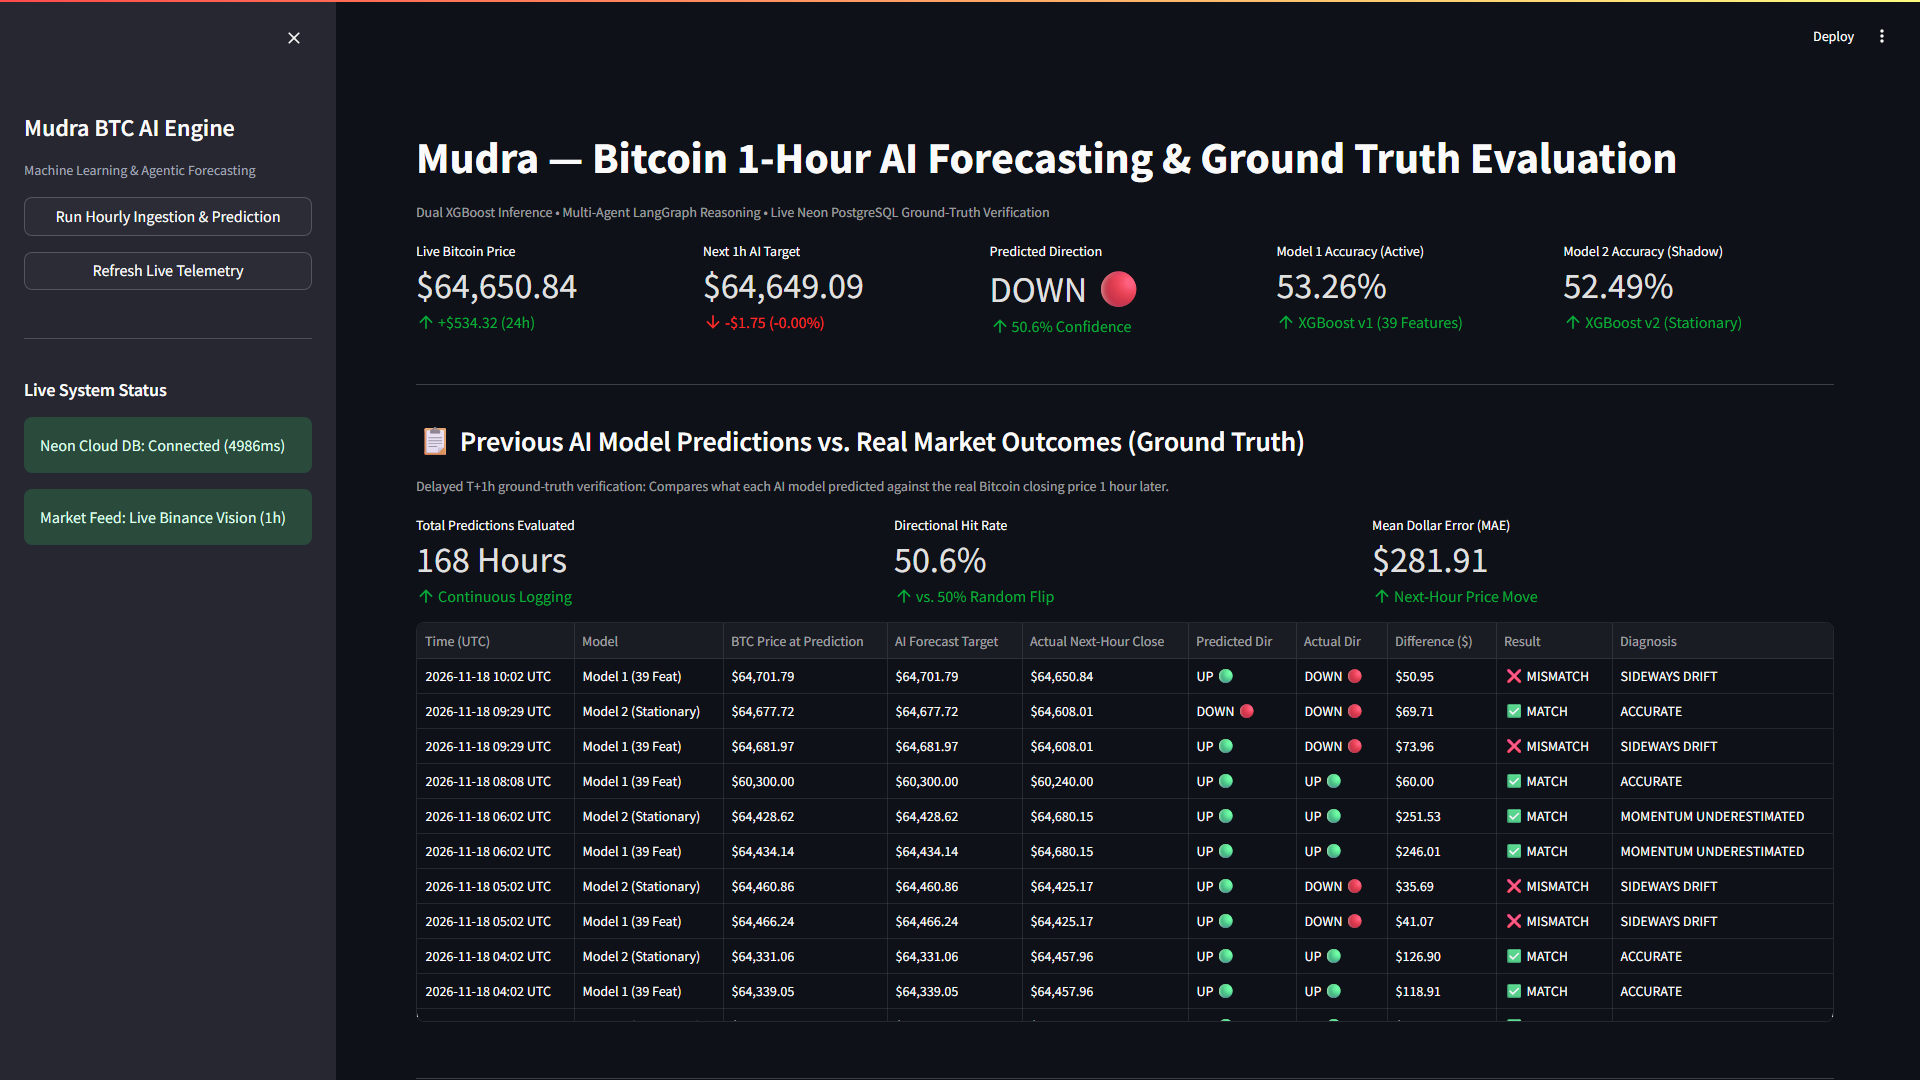 Deploy
Mudra BTC AI Engine
Machine Learning & Agentic Forecasting
Run Hourly Ingestion & Prediction
Refresh Live Telemetry
Live System Status
Neon Cloud DB: Connected (4986ms)
Market Feed: Live Binance Vision (1h)
Mudra — Bitcoin 1-Hour AI Forecasting & Ground Truth Evaluation
Dual XGBoost Inference • Multi-Agent LangGraph Reasoning • Live Neon PostgreSQL Ground-Truth Verification
Live Bitcoin Price Next 1h AI Target Predicted Direction Model 1 Accuracy (Active) Model 2 Accuracy (Shadow)
$64,650.84 $64,649.09 DOWN 🔴 53.26% 52.49%
↑ +$534.32 (24h) ↓ -$1.75 (-0.00%) ↑ 50.6% Confidence ↑ XGBoost v1 (39 Features) ↑ XGBoost v2 (Stationary)
📋 Previous AI Model Predictions vs. Real Market Outcomes (Ground Truth)
Delayed T+1h ground-truth verification: Compares what each AI model predicted against the real Bitcoin closing price 1 hour later.
Total Predictions Evaluated Directional Hit Rate Mean Dollar Error (MAE)
168 Hours 50.6% $281.91
↑ Continuous Logging ↑ vs. 50% Random Flip ↑ Next-Hour Price Move
Time (UTC) Model BTC Price at Prediction AI Forecast Target Actual Next-Hour Close Predicted Dir Actual Dir Difference ($) Result Diagnosis
2026-11-18 10:02 UTC Model 1 (39 Feat) $64,701.79 $64,701.79 $64,650.84 UP 🟢 DOWN 🔴 $50.95 ❌ MISMATCH SIDEWAYS DRIFT
2026-11-18 09:29 UTC Model 2 (Stationary) $64,677.72 $64,677.72 $64,608.01 DOWN 🔴 DOWN 🔴 $69.71 ✅ MATCH ACCURATE
2026-11-18 09:29 UTC Model 1 (39 Feat) $64,681.97 $64,681.97 $64,608.01 UP 🟢 DOWN 🔴 $73.96 ❌ MISMATCH SIDEWAYS DRIFT
2026-11-18 08:08 UTC Model 1 (39 Feat) $60,300.00 $60,300.00 $60,240.00 UP 🟢 UP 🟢 $60.00 ✅ MATCH ACCURATE
2026-11-18 06:02 UTC Model 2 (Stationary) $64,428.62 $64,428.62 $64,680.15 UP 🟢 UP 🟢 $251.53 ✅ MATCH MOMENTUM UNDERESTIMATED
2026-11-18 06:02 UTC Model 1 (39 Feat) $64,434.14 $64,434.14 $64,680.15 UP 🟢 UP 🟢 $246.01 ✅ MATCH MOMENTUM UNDERESTIMATED
2026-11-18 05:02 UTC Model 2 (Stationary) $64,460.86 $64,460.86 $64,425.17 UP 🟢 DOWN 🔴 $35.69 ❌ MISMATCH SIDEWAYS DRIFT
2026-11-18 05:02 UTC Model 1 (39 Feat) $64,466.24 $64,466.24 $64,425.17 UP 🟢 DOWN 🔴 $41.07 ❌ MISMATCH SIDEWAYS DRIFT
2026-11-18 04:02 UTC Model 2 (Stationary) $64,331.06 $64,331.06 $64,457.96 UP 🟢 UP 🟢 $126.90 ✅ MATCH ACCURATE
2026-11-18 04:02 UTC Model 1 (39 Feat) $64,339.05 $64,339.05 $64,457.96 UP 🟢 UP 🟢 $118.91 ✅ MATCH ACCURATE